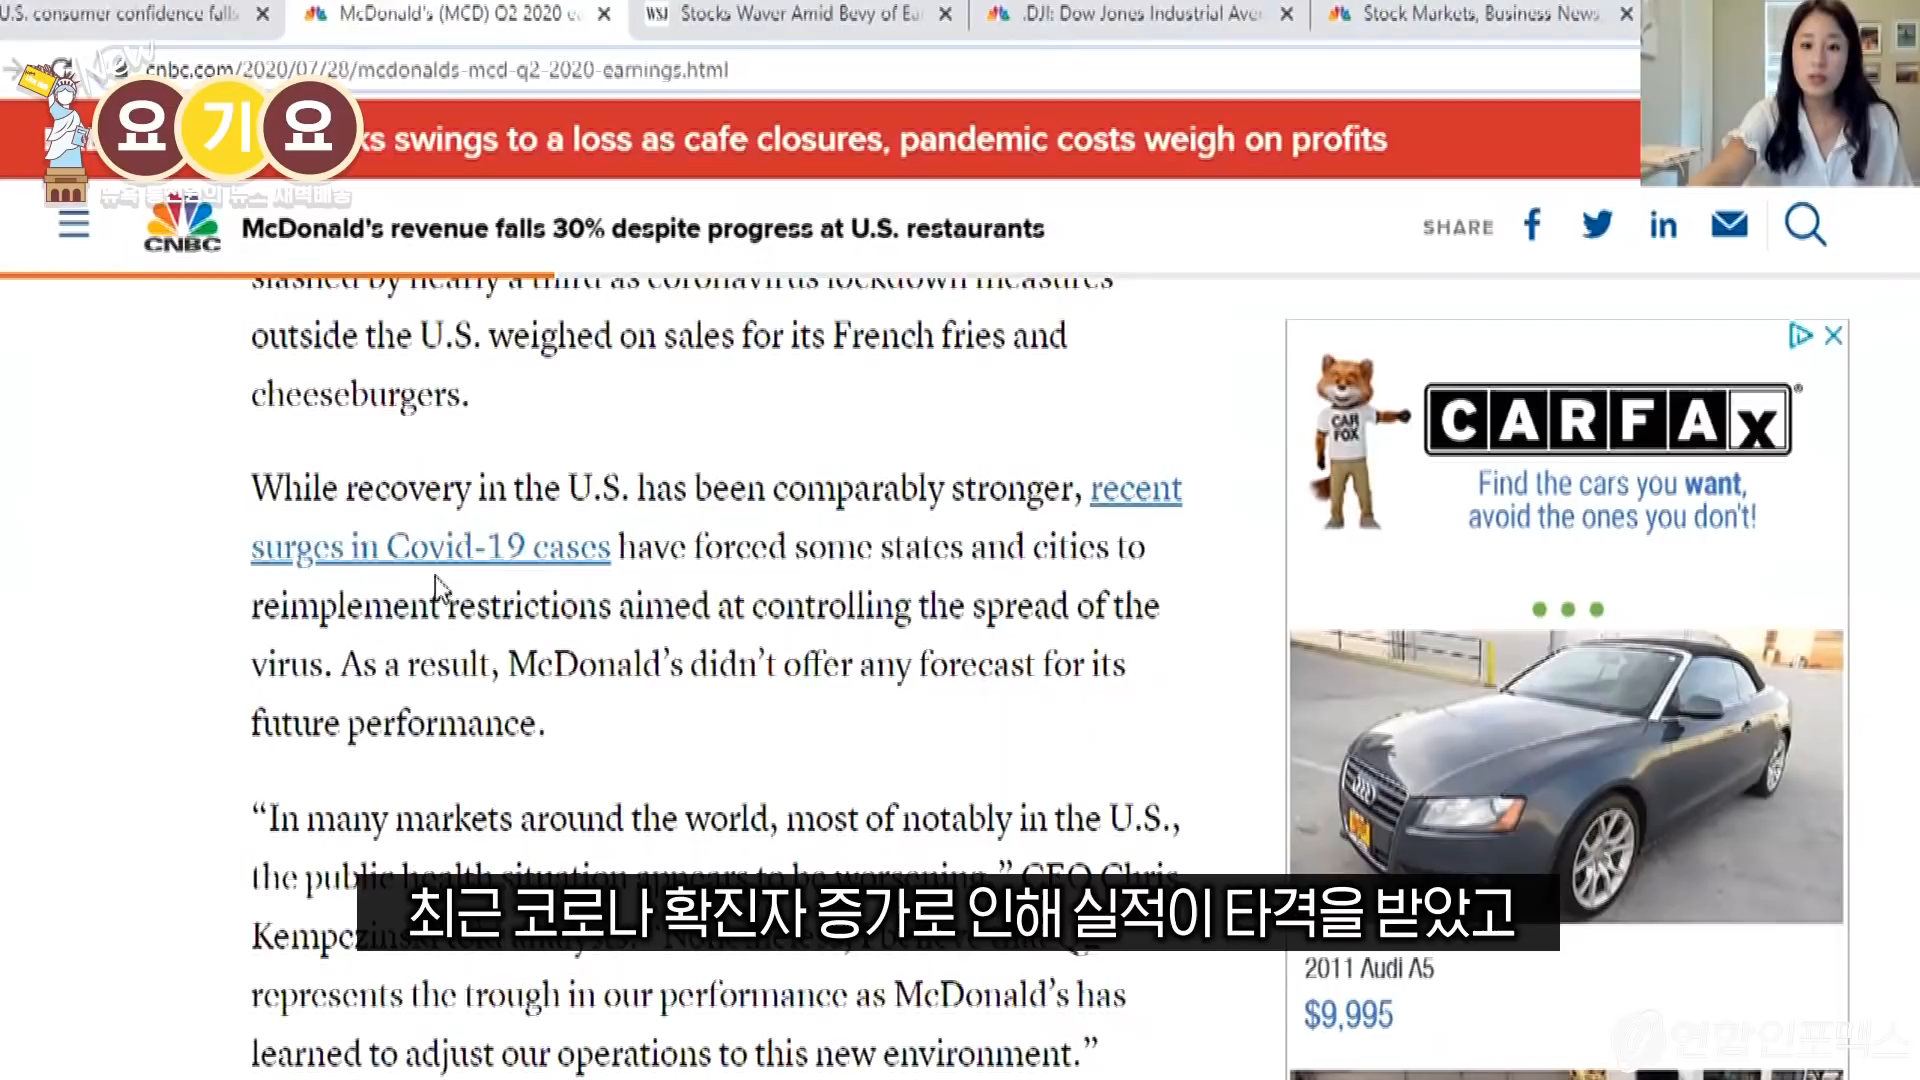 U.S. consumer confidence falls
McDonald's (MCD) Q2 2020 ea
WSJ Stocks Waver Amid Bevy of Ear
.DJI: Dow Jones Industrial Aver
Stock Markets, Business News,
cnbc.com/2020/07/28/mcdonalds-mcd-q2-2020-earnings.html
New
요기요
뉴욕 통신원의 뉴스 새벽배송
ks swings to a loss as cafe closures, pandemic costs weigh on profits
CNBC
McDonald's revenue falls 30% despite progress at U.S. restaurants
SHARE
slashed by nearly a third as coronavirus lockdown measures
outside the U.S. weighed on sales for its French fries and
cheeseburgers.
While recovery in the U.S. has been comparably stronger, recent
surges in Covid-19 cases have forced some states and cities to
reimplement restrictions aimed at controlling the spread of the
virus. As a result, McDonald's didn't offer any forecast for its
future performance.
"In many markets around the world, most of notably in the U.S.,
the public health situation appears to be worsening," CEO Chris
Kempczinski told analysts. "Nonetheless, I believe that Q2
represents the trough in our performance as McDonald's has
learned to adjust our operations to this new environment."
최근 코로나 확진자 증가로 인해 실적이 타격을 받았고
CAR
FOX
CARFAX
Find the cars you want,
avoid the ones you don't!
2011 Audi A5
$9,995
연합인포맥스